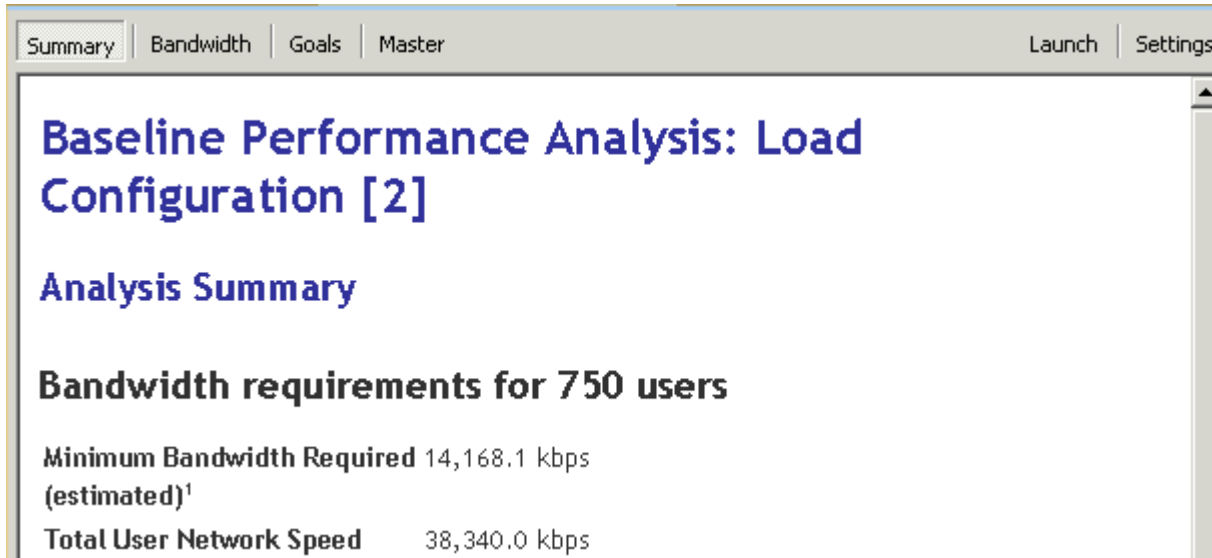 Summary Bandwidth Goals Master Launch Settings
Baseline Performance Analysis: Load
Configuration [2]
Analysis Summary
Bandwidth requirements for 750 users
Minimum Bandwidth Required 14,168.1 kbps
(estimated)¹
Total User Network Speed 38,340.0 kbps